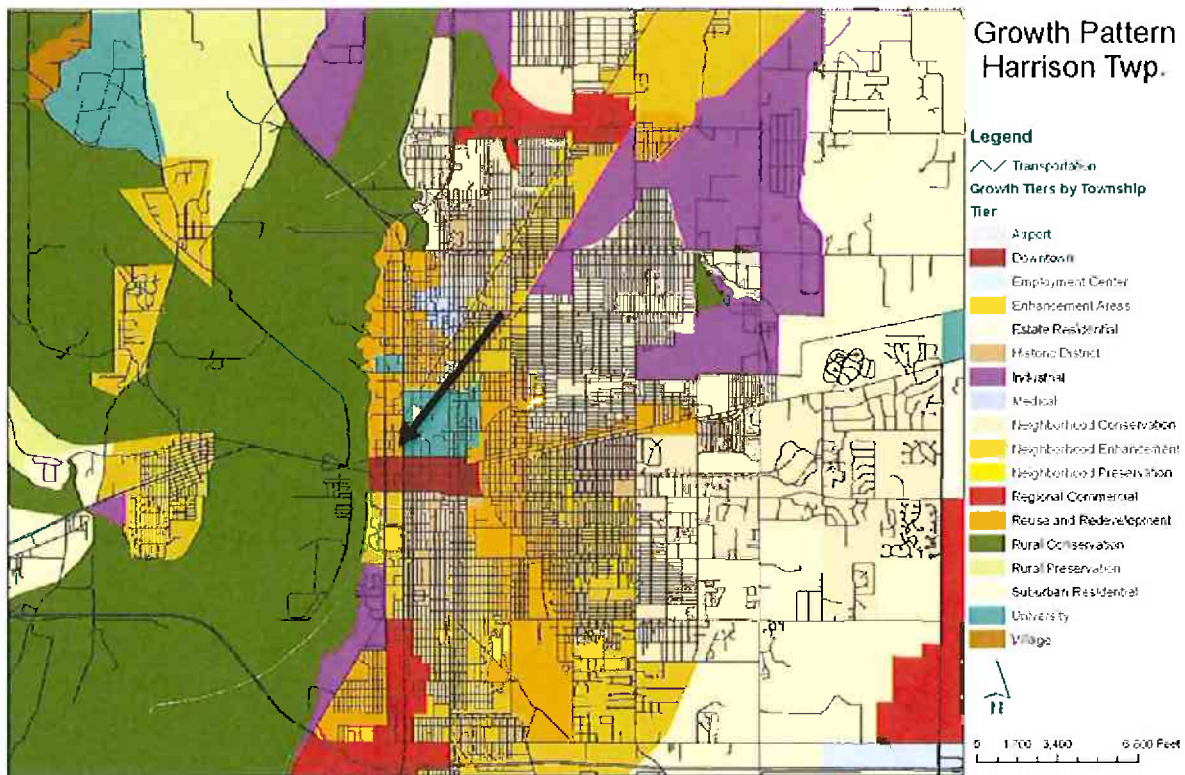 Growth Pattern
Harrison Twp.
Legend
Transportation
Growth Tiers by Township
Tier
Airport
Downtown
Employment Center
Enhancement Areas
Estate Residential
Historic District
Industrial
Medical
Neighborhood Conservation
Neighborhood Enhancement
Neighborhood Preservation
Regional Commercial
Reuse and Redevelopment
Rural Conservation
Rural Preservation
Suburban Residential
University
Village
N
0 1,700 3,400 6,800 Feet